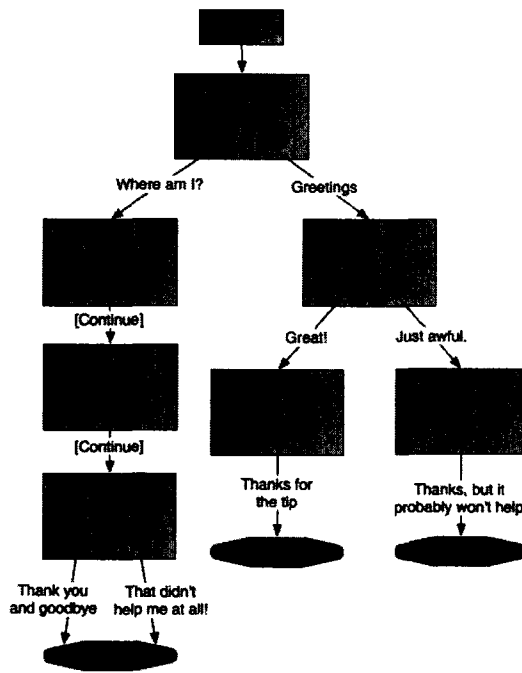 Where am I?
Greetings
[Continue]
Great!
Just awful.
[Continue]
Thanks for
the tip
Thanks, but it
probably won't help
Thank you
and goodbye
That didn't
help me at all!